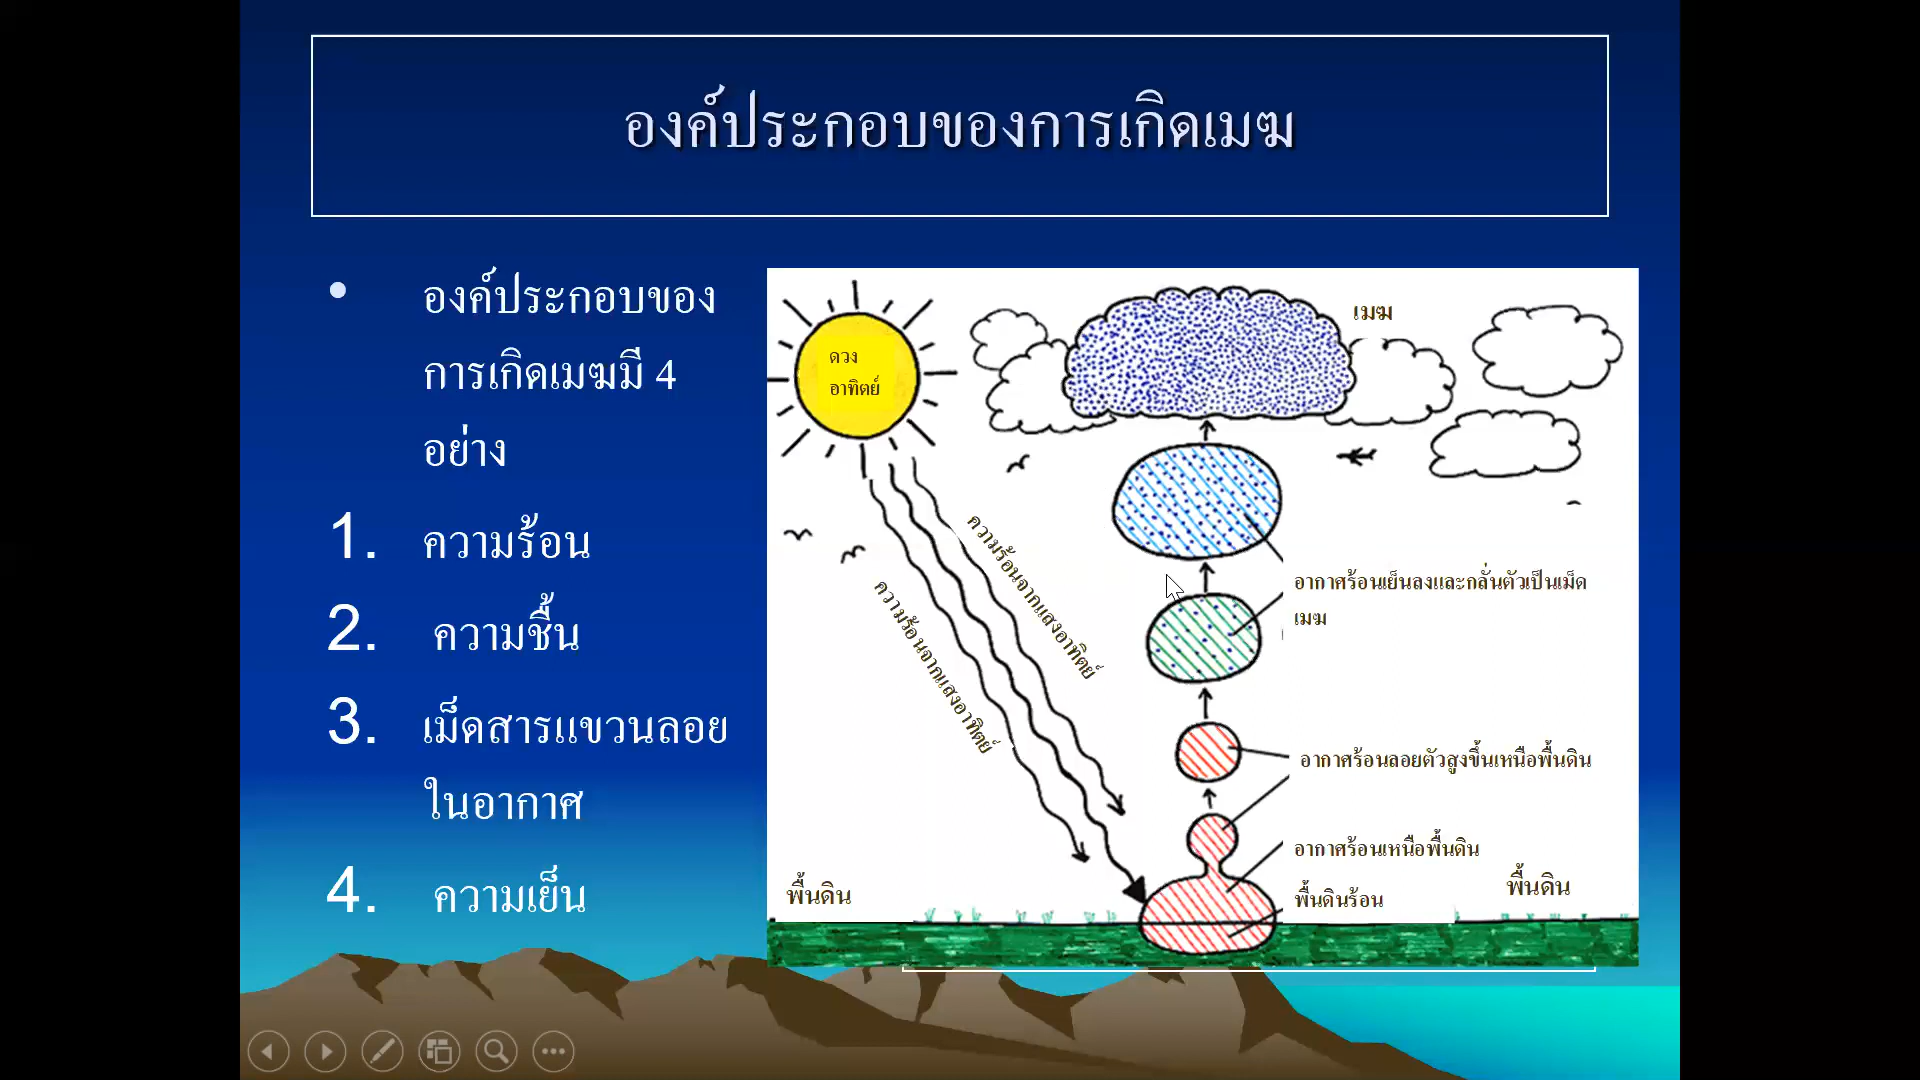 องค์ประกอบของการเกิดเมฆ
• องค์ประกอบของ
การเกิดเมฆมี 4
อย่าง
1. ความร้อน
2. ความชื้น
3. เม็ดสารแขวนลอย
ในอากาศ
4. ความเย็น
ดวง
อาทิตย์
เมฆ
ความร้อนจากแสงอาทิตย์
ความร้อนจากแสงอาทิตย์
อากาศร้อนเย็นลงและกลั่นตัวเป็นเม็ด
เมฆ
อากาศร้อนลอยตัวสูงขึ้นเหนือพื้นดิน
อากาศร้อนเหนือพื้นดิน
พื้นดินร้อน
พื้นดิน
พื้นดิน